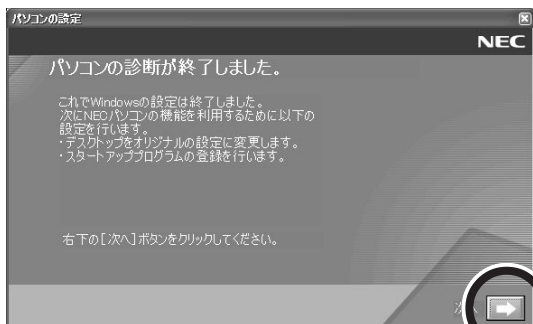 パソコンの設定
NEC
パソコンの診断が終了しました。
これでWindowsの設定は終了しました。
次にNECパソコンの機能を利用するために以下の
設定を行います。
・デスクトップをオリジナルの設定に変更します。
・スタートアッププログラムの登録を行います。
右下の[次へ]ボタンをクリックしてください。
次へ